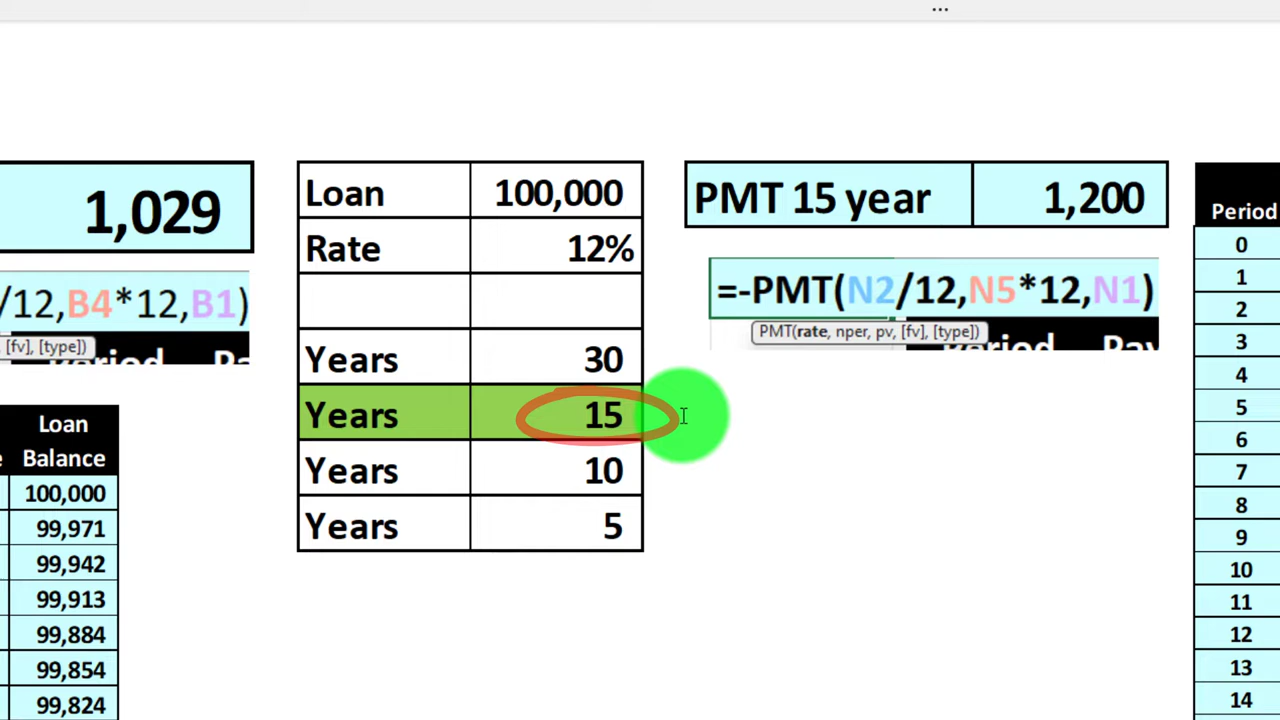 ...
1,029
/12,B4*12,B1)
[fv], [type])
Loan
Balance
100,000
99,971
99,942
99,913
99,884
99,854
99,824
Loan 100,000
Rate 12%
Years 30
Years 15
Years 10
Years 5
PMT 15 year 1,200
=-PMT(N2/12,N5*12,N1)
PMT(rate, nper, pv, [fv], [type])
Period
0
1
2
3
4
5
6
7
8
9
10
11
12
13
14